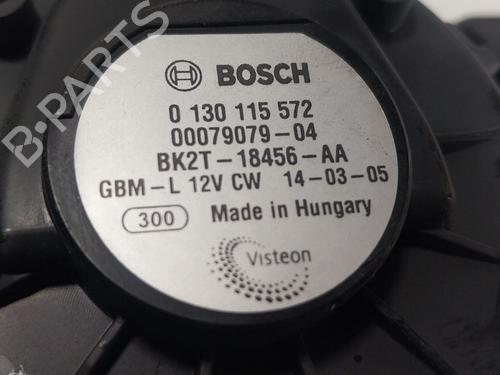 BOSCH
0 130 115 572
00079079-04
BK2T-18456-AA
GBM-L 12V CW 14-03-05
300 Made in Hungary
Visteon
B-PARTS